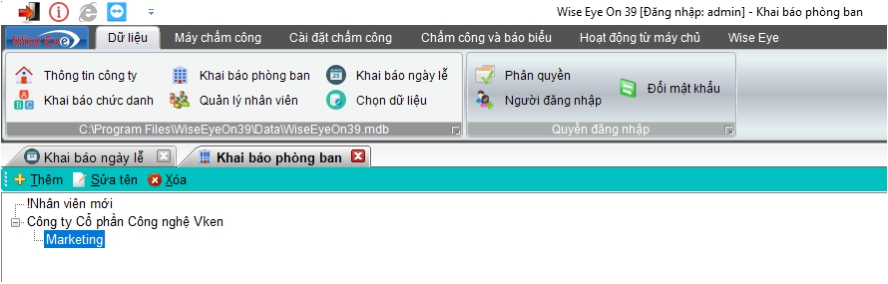 Wise Eye On 39 [Đăng nhập: admin] - Khai báo phòng ban
Wise Eye Dữ liệu Máy chấm công Cài đặt chấm công Chấm công và báo biểu Hoạt động từ máy chủ Wise Eye
Thông tin công ty Khai báo phòng ban Khai báo ngày lễ Phân quyền
Đổi mật khẩu
Khai báo chức danh Quản lý nhân viên Chọn dữ liệu Người đăng nhập
C:\Program Files\WiseEyeOn39\Data\WiseEyeOn39.mdb Quyền đăng nhập
Khai báo ngày lễ Khai báo phòng ban
Thêm Sửa tên Xóa
!Nhân viên mới
Công ty Cổ phần Công nghệ Vken
Marketing